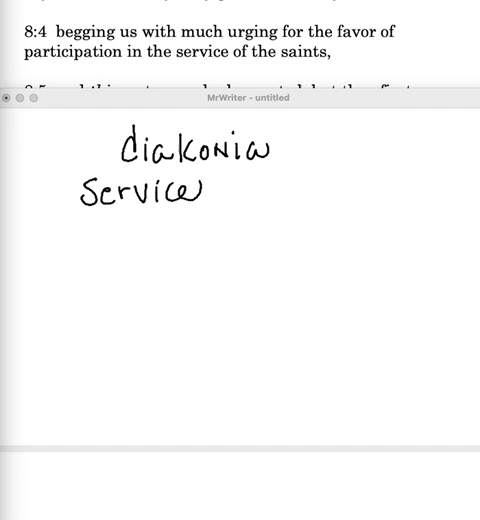 8:4 begging us with much urging for the favor of
participation in the service of the saints,
MrWriter - untitled
diakonia
service